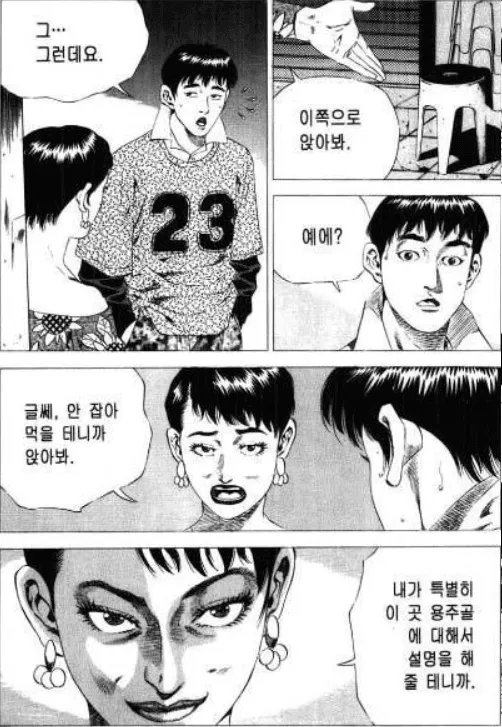 그…
그런데요.
23
이쪽으로
앉아봐.
예에?
글쎄, 안 잡아
먹을 테니까
앉아봐.
내가 특별히
이 곳 용주골
에 대해서
설명을 해
줄 테니까.